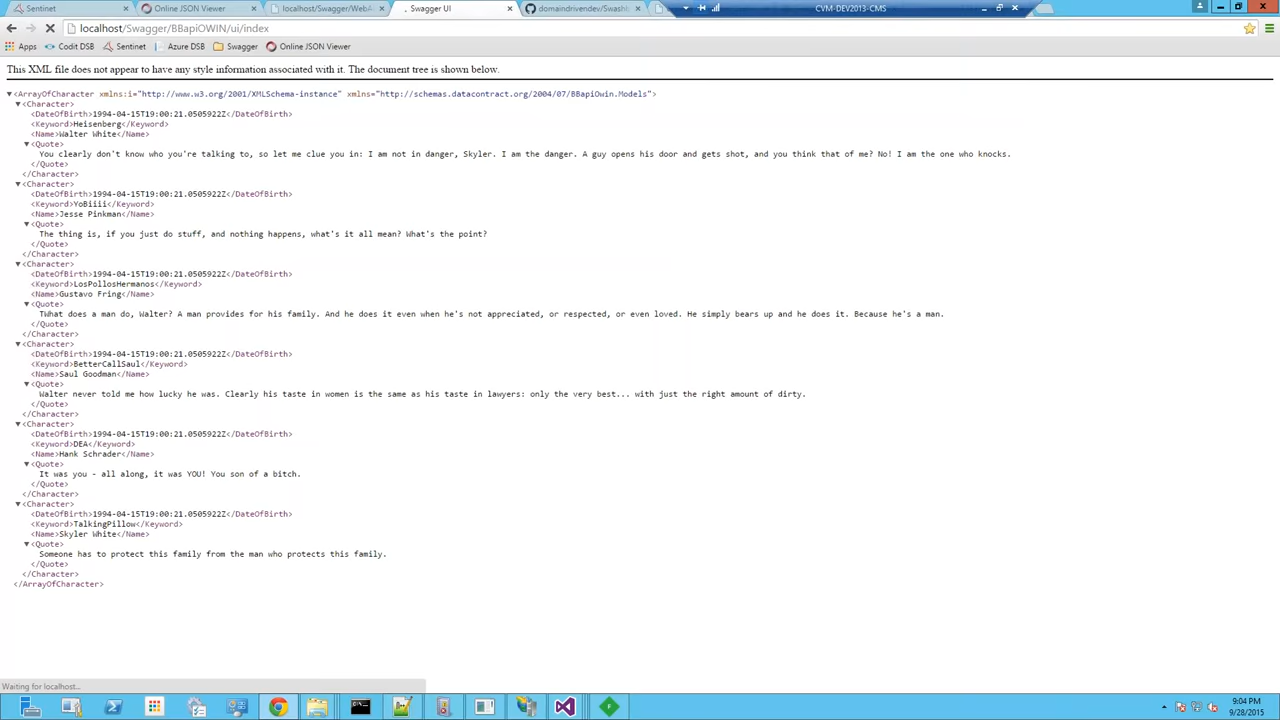 Sentinet
Online JSON Viewer
localhost/Swagger/WebA
Swagger UI
domaindrivendev/Swashb
CVM-DEV2013-CMS
localhost/Swagger/BBapiOWIN/ui/index
Apps Codit DSB Sentinet Azure DSB Swagger Online JSON Viewer
This XML file does not appear to have any style information associated with it. The document tree is shown below.
▼<ArrayOfCharacter xmlns:i="http://www.w3.org/2001/XMLSchema-instance" xmlns="http://schemas.datacontract.org/2004/07/BBapiOwin.Models">
▼<Character>
<DateOfBirth>1994-04-15T19:00:21.0505922Z</DateOfBirth>
<Keyword>Heisenberg</Keyword>
<Name>Walter White</Name>
▼<Quote>
You clearly don't know who you're talking to, so let me clue you in: I am not in danger, Skyler. I am the danger. A guy opens his door and gets shot, and you think that of me? No! I am the one who knocks.
</Quote>
</Character>
▼<Character>
<DateOfBirth>1994-04-15T19:00:21.0505922Z</DateOfBirth>
<Keyword>YoBiiii</Keyword>
<Name>Jesse Pinkman</Name>
▼<Quote>
The thing is, if you just do stuff, and nothing happens, what's it all mean? What's the point?
</Quote>
</Character>
▼<Character>
<DateOfBirth>1994-04-15T19:00:21.0505922Z</DateOfBirth>
<Keyword>LosPollosHermanos</Keyword>
<Name>Gustavo Fring</Name>
▼<Quote>
TWhat does a man do, Walter? A man provides for his family. And he does it even when he's not appreciated, or respected, or even loved. He simply bears up and he does it. Because he's a man.
</Quote>
</Character>
▼<Character>
<DateOfBirth>1994-04-15T19:00:21.0505922Z</DateOfBirth>
<Keyword>BetterCallSaul</Keyword>
<Name>Saul Goodman</Name>
▼<Quote>
Walter never told me how lucky he was. Clearly his taste in women is the same as his taste in lawyers: only the very best... with just the right amount of dirty.
</Quote>
</Character>
▼<Character>
<DateOfBirth>1994-04-15T19:00:21.0505922Z</DateOfBirth>
<Keyword>DEA</Keyword>
<Name>Hank Schrader</Name>
▼<Quote>
It was you - all along, it was YOU! You son of a bitch.
</Quote>
</Character>
▼<Character>
<DateOfBirth>1994-04-15T19:00:21.0505922Z</DateOfBirth>
<Keyword>TalkingPillow</Keyword>
<Name>Skyler White</Name>
▼<Quote>
Someone has to protect this family from the man who protects this family.
</Quote>
</Character>
</ArrayOfCharacter>
Waiting for localhost...
9:04 PM
9/28/2015